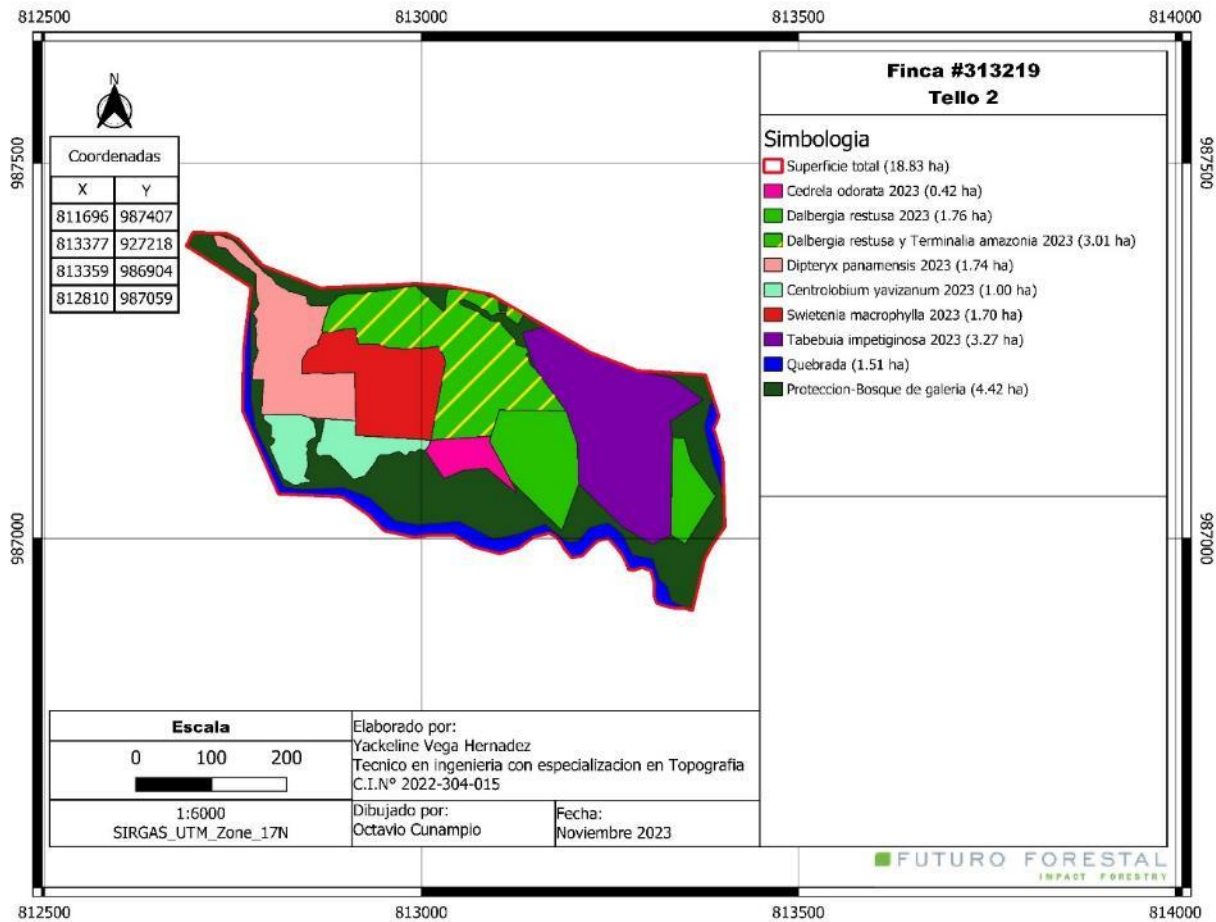 812500 813000 813500 814000
987500
987000
987500
987000
N
Coordenadas
X Y
811696 987407
813377 927218
813359 986904
812810 987059
Finca #313219
Tello 2
Simbologia
Superficie total (18.83 ha)
Cedrela odorata 2023 (0.42 ha)
Dalbergia restusa 2023 (1.76 ha)
Dalbergia restusa y Terminalia amazonia 2023 (3.01 ha)
Dipteryx panamensis 2023 (1.74 ha)
Centrolobium yavizanum 2023 (1.00 ha)
Swietenia macrophylla 2023 (1.70 ha)
Tabebuia impetiginosa 2023 (3.27 ha)
Quebrada (1.51 ha)
Proteccion-Bosque de galeria (4.42 ha)
Escala
0 100 200
1:6000
SIRGAS_UTM_Zone_17N
Elaborado por:
Yackeline Vega Hernadez
Tecnico en ingenieria con especializacion en Topografia
C.I.Nº 2022-304-015
Dibujado por:
Octavio Cunampio
Fecha:
Noviembre 2023
FUTURO FORESTAL
IMPACT FORESTRY
812500 813000 813500 814000